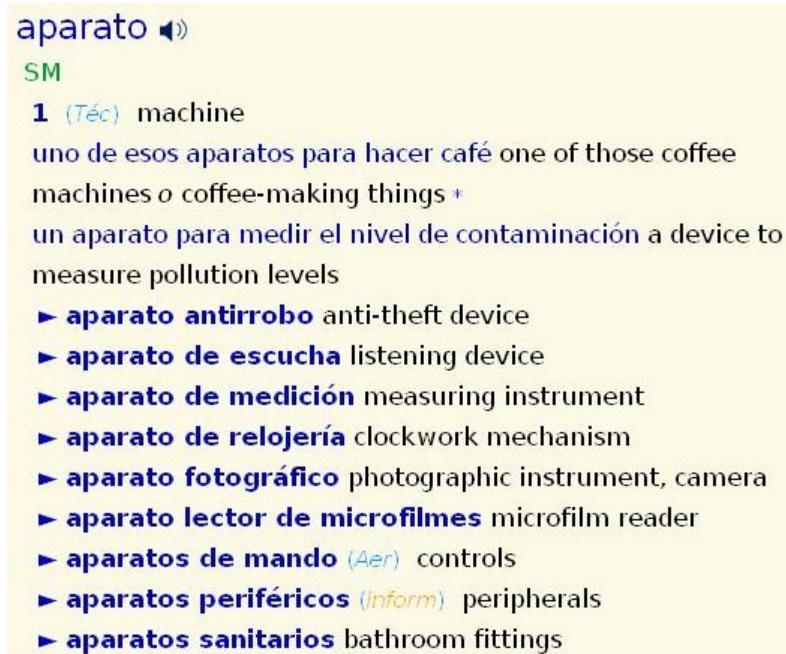 aparato
SM
1 (Téc) machine
uno de esos aparatos para hacer café one of those coffee
machines o coffee-making things *
un aparato para medir el nivel de contaminación a device to
measure pollution levels
► aparato antirrobo anti-theft device
► aparato de escucha listening device
► aparato de medición measuring instrument
► aparato de relojería clockwork mechanism
► aparato fotográfico photographic instrument, camera
► aparato lector de microfilmes microfilm reader
► aparatos de mando (Aer) controls
► aparatos periféricos (Inform) peripherals
► aparatos sanitarios bathroom fittings